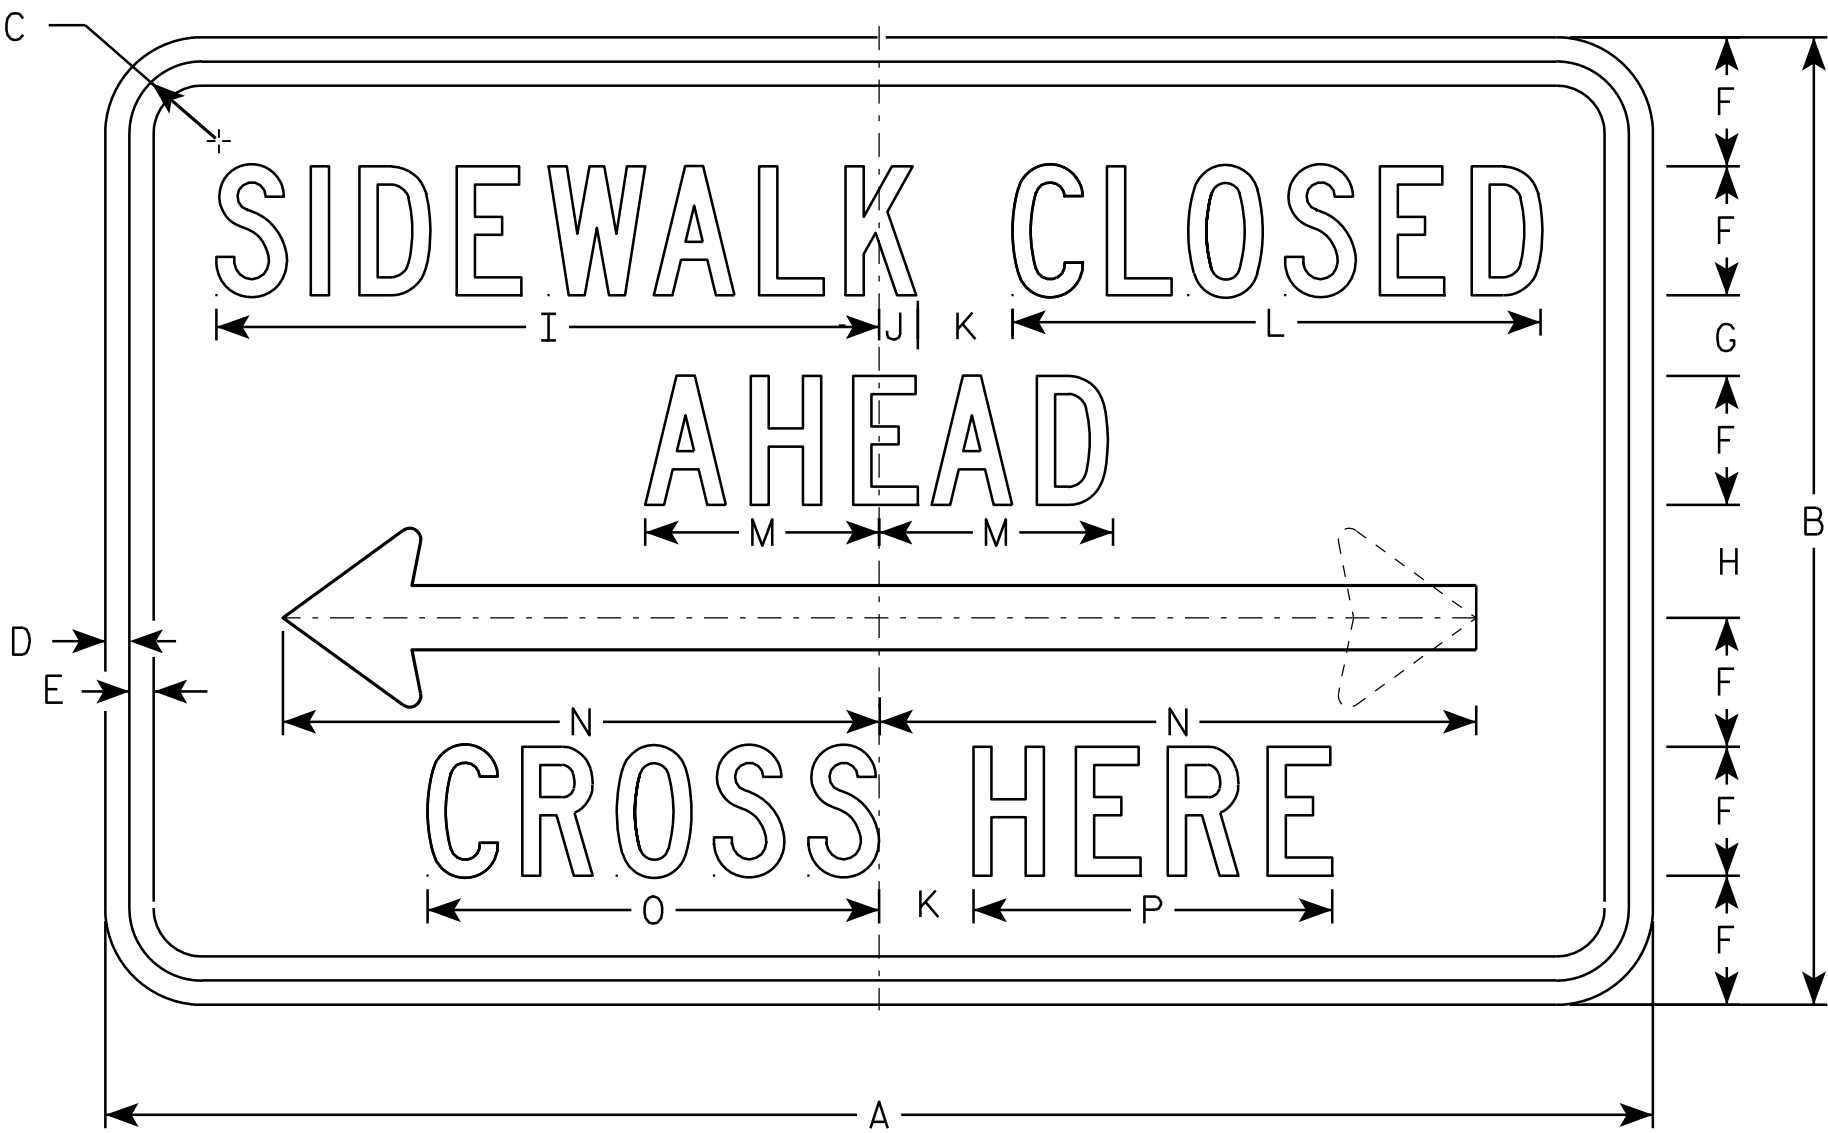 C
F
SIDEWALK CLOSED
F
I J K L
G
AHEAD
F
M M
B
H
D
E
F
N N
CROSS HERE
F
O K P
F
A